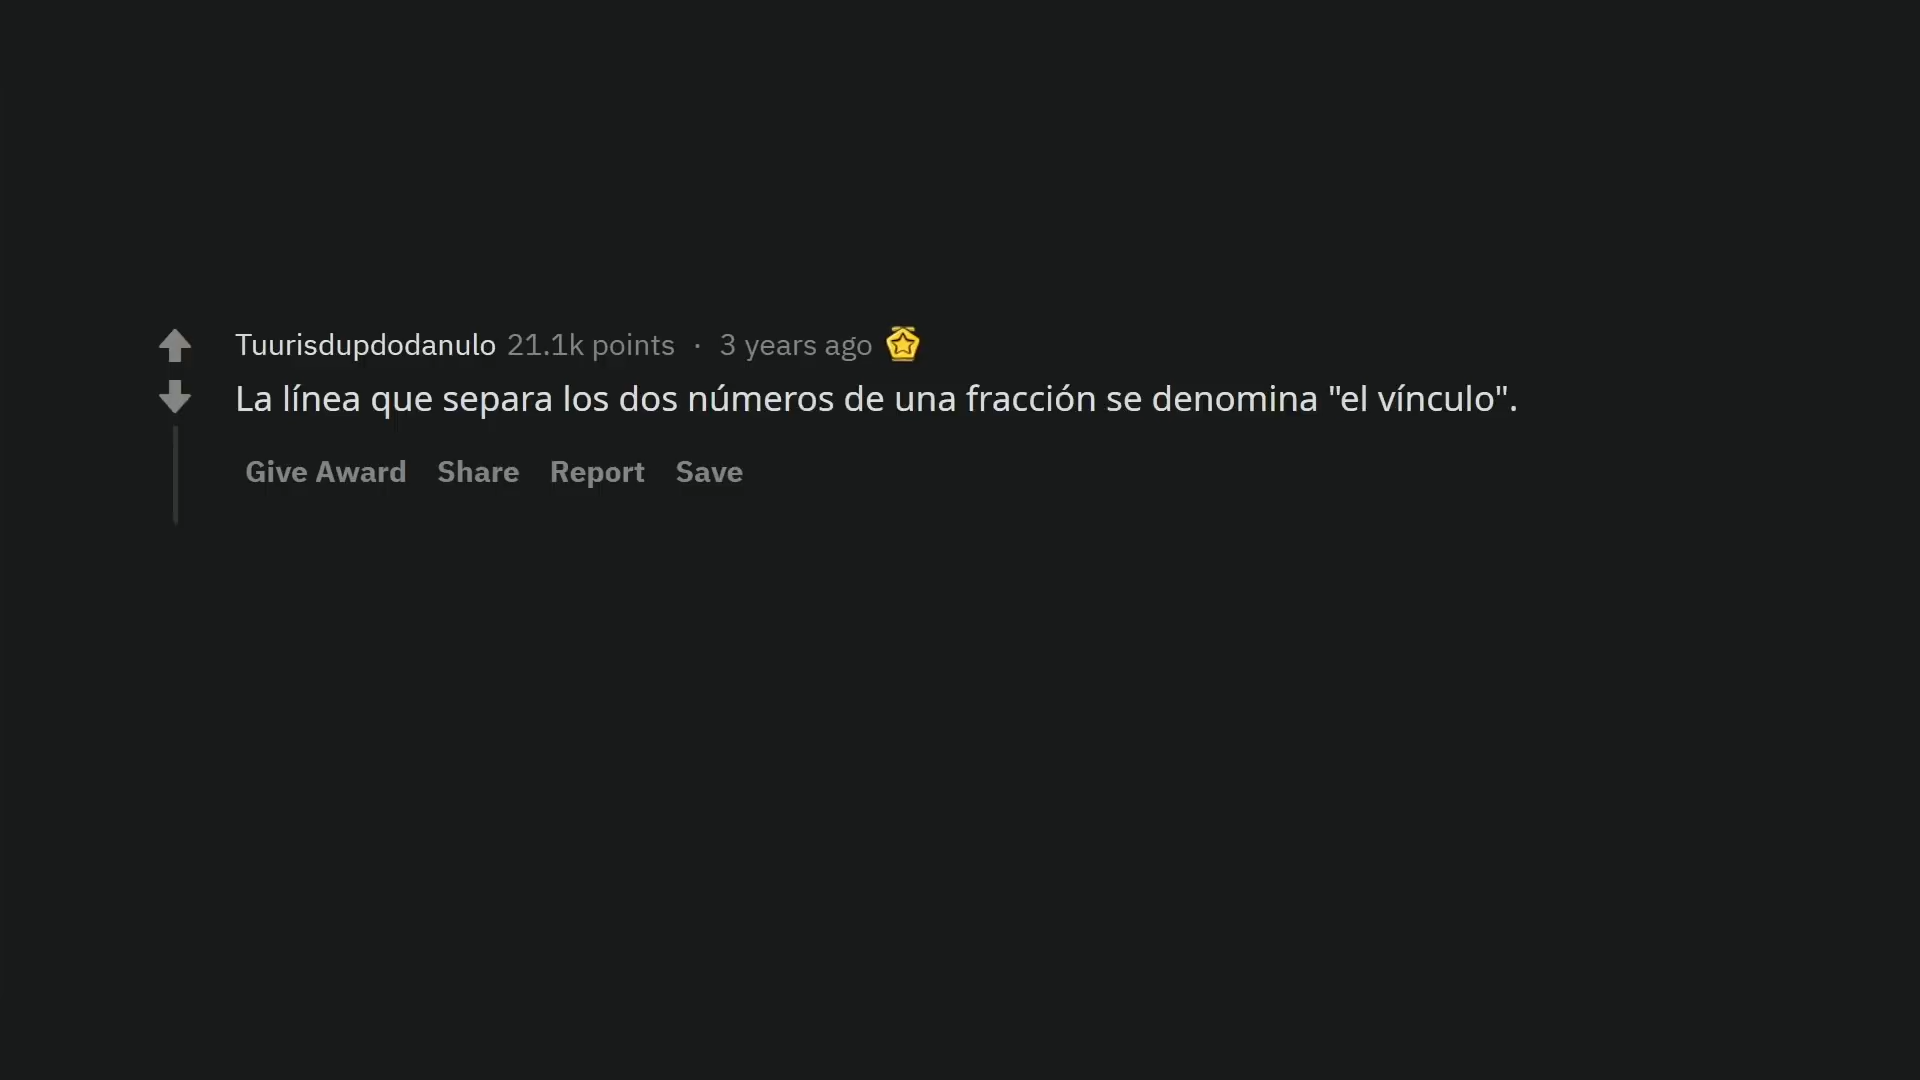 Tuurisdupdodanulo 21.1k points · 3 years ago
La línea que separa los dos números de una fracción se denomina "el vínculo".
Give Award Share Report Save